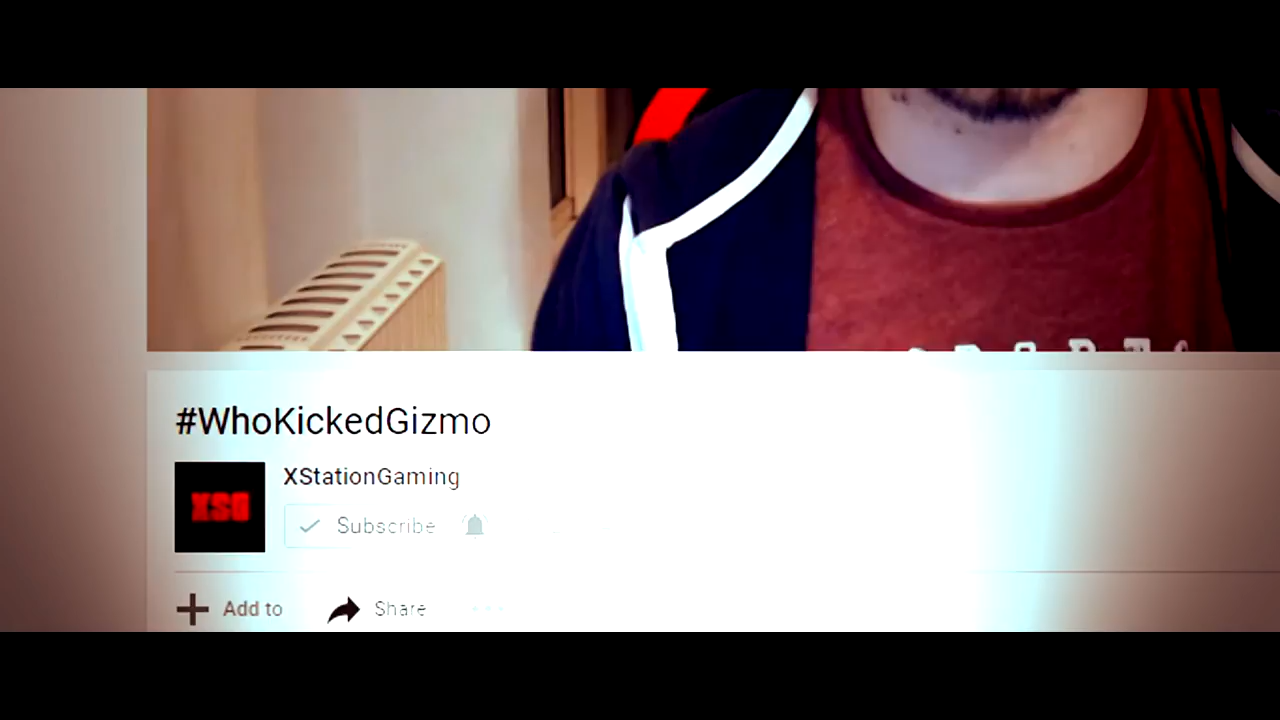 #WhoKickedGizmo
XStationGaming
XSG
Subscribe
Add to
Share